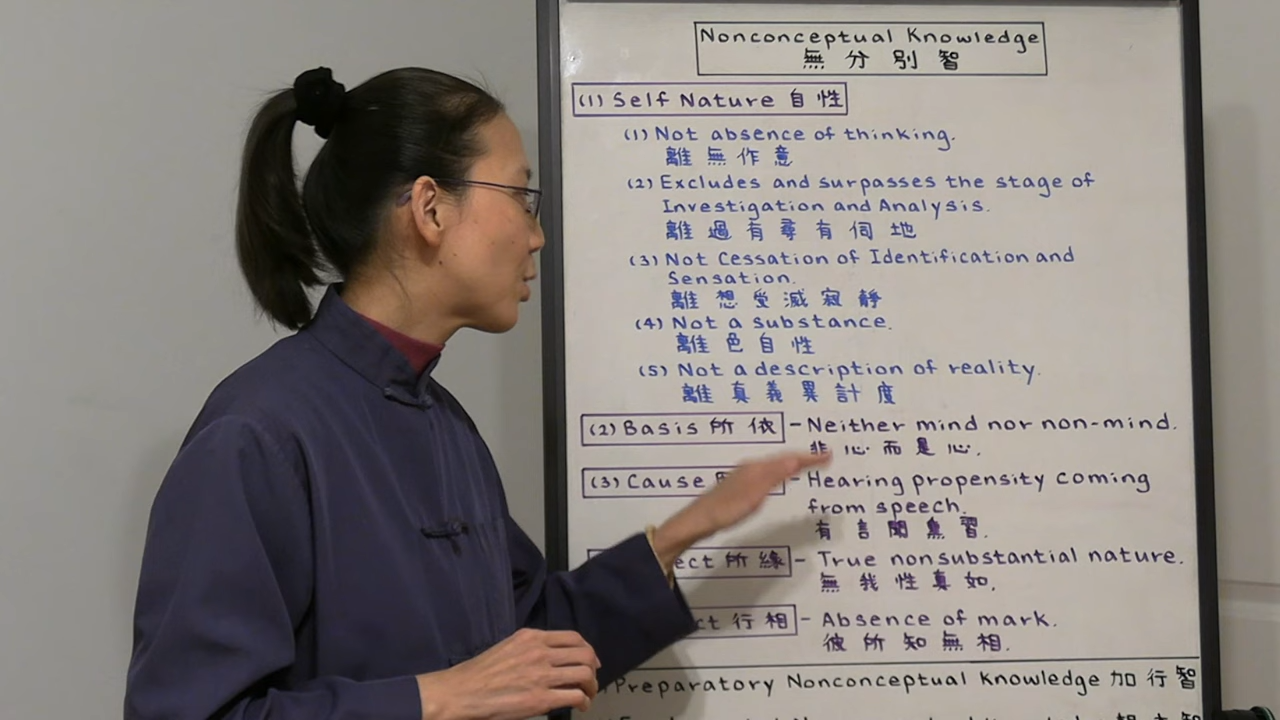 Nonconceptual Knowledge
無分別智
(1) Self Nature 自性
(1) Not absence of thinking.
離無作意
(2) Excludes and surpasses the stage of
Investigation and Analysis.
離過有尋有伺地
(3) Not Cessation of Identification and
Sensation.
離想受滅寂靜
(4) Not a substance.
離色自性
(5) Not a description of reality.
離真義異計度
(2) Basis 所依 - Neither mind nor non-mind.
非心而是心.
(3) Cause - Hearing propensity coming
from speech.
有言聞熏習.
所緣 - True nonsubstantial nature.
無我性真如.
行相 - Absence of mark.
彼所知無相.
Preparatory Nonconceptual Knowledge 加行智